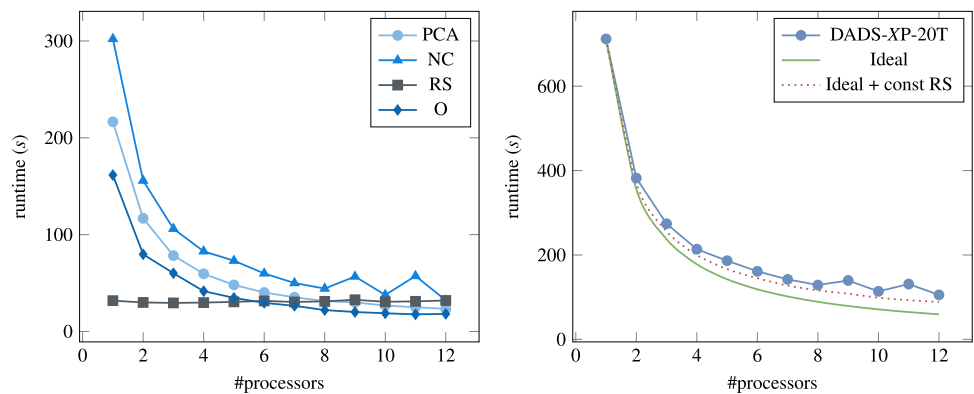 300
200
100
0
runtime (s)
0
2
4
6
8
10
12
#processors
PCA
NC
RS
O
600
400
200
0
runtime (s)
0
2
4
6
8
10
12
#processors
DADS-XP-20T
Ideal
Ideal + const RS